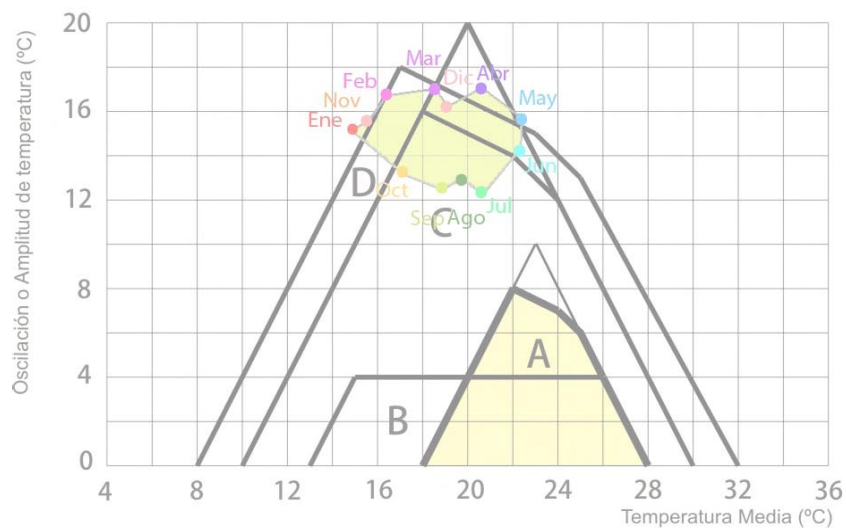 Oscilación o Amplitud de temperatura (ºC)
20
16
12
8
4
0
Mar
Dic
Abr
Feb
Nov
May
Ene
Jun
D
Oct
Sep
Ago
Jul
C
A
B
4
8
12
16
20
24
28
32
36
Temperatura Media (ºC)